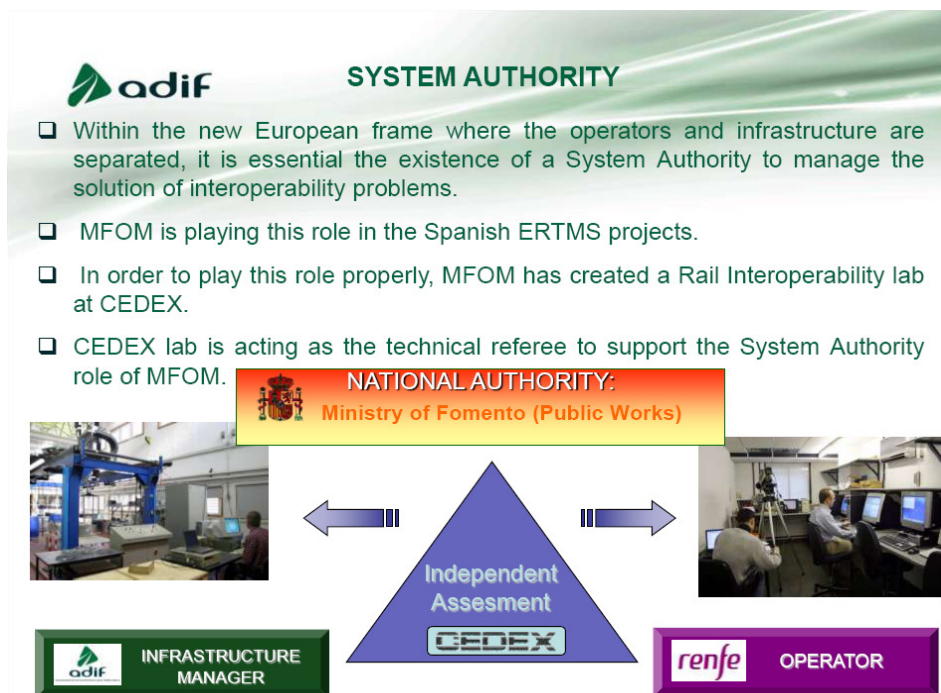 adif
SYSTEM AUTHORITY
Within the new European frame where the operators and infrastructure are
separated, it is essential the existence of a System Authority to manage the
solution of interoperability problems.
MFOM is playing this role in the Spanish ERTMS projects.
In order to play this role properly, MFOM has created a Rail Interoperability lab
at CEDEX.
CEDEX lab is acting as the technical referee to support the System Authority
role of MFOM.
NATIONAL AUTHORITY:
Ministry of Fomento (Public Works)
Independent
Assesment
CEDEX
adif
INFRASTRUCTURE
MANAGER
renfe
OPERATOR